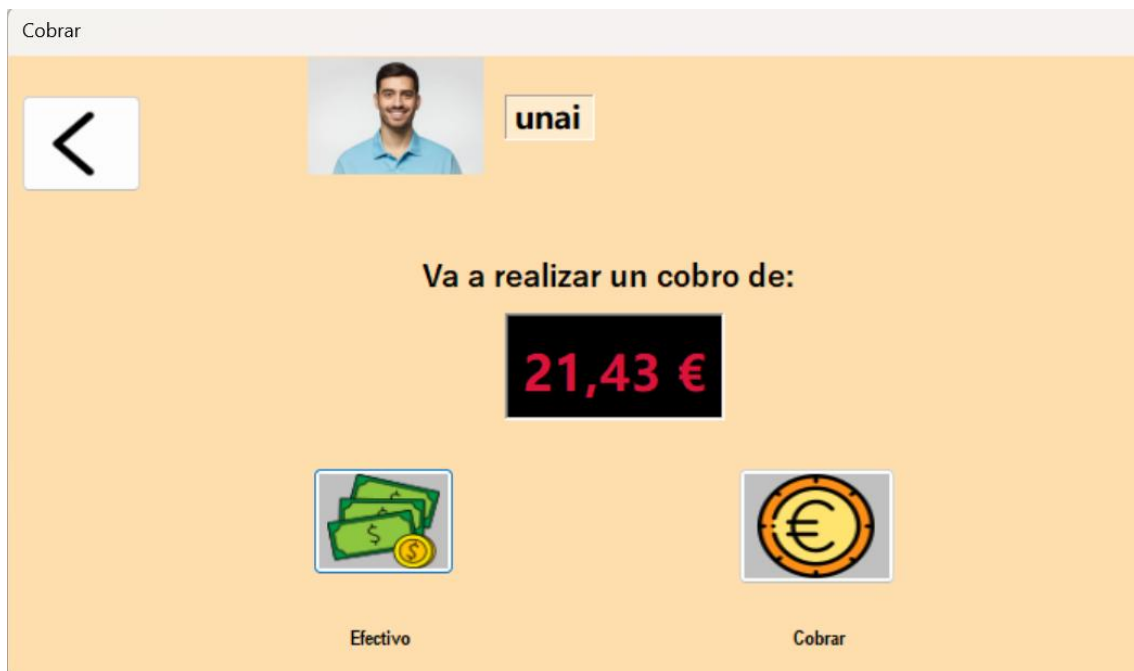 Cobrar
unai
Va a realizar un cobro de:
21,43 €
Efectivo
Cobrar